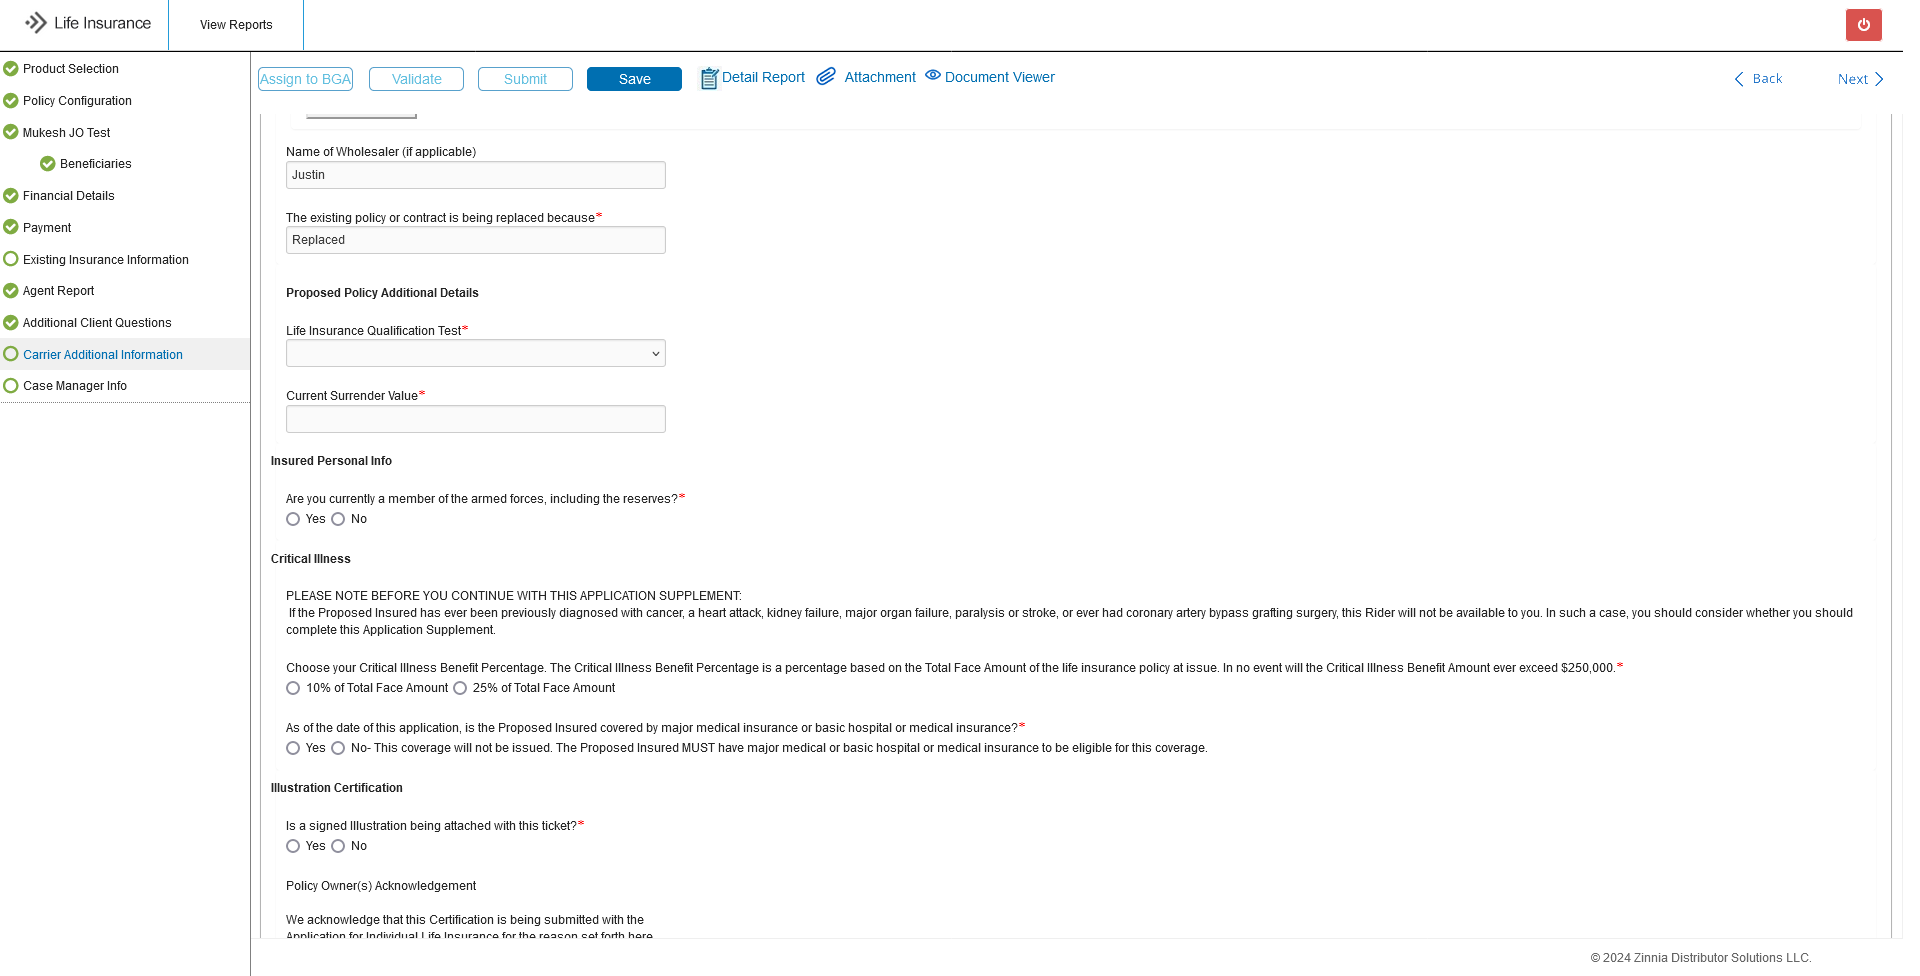 Life Insurance
View Reports
Product Selection
Policy Configuration
Mukesh JO Test
Beneficiaries
Financial Details
Payment
Existing Insurance Information
Agent Report
Additional Client Questions
Carrier Additional Information
Case Manager Info
Assign to BGA
Validate
Submit
Save
Detail Report
Attachment
Document Viewer
Back
Next
Name of Wholesaler (if applicable)
Justin
The existing policy or contract is being replaced because*
Replaced
Proposed Policy Additional Details
Life Insurance Qualification Test*
Current Surrender Value*
Insured Personal Info
Are you currently a member of the armed forces, including the reserves?*
Yes No
Critical Illness
PLEASE NOTE BEFORE YOU CONTINUE WITH THIS APPLICATION SUPPLEMENT:
If the Proposed Insured has ever been previously diagnosed with cancer, a heart attack, kidney failure, major organ failure, paralysis or stroke, or ever had coronary artery bypass grafting surgery, this Rider will not be available to you. In such a case, you should consider whether you should
complete this Application Supplement.
Choose your Critical Illness Benefit Percentage. The Critical Illness Benefit Percentage is a percentage based on the Total Face Amount of the life insurance policy at issue. In no event will the Critical Illness Benefit Amount ever exceed $250,000.*
10% of Total Face Amount 25% of Total Face Amount
As of the date of this application, is the Proposed Insured covered by major medical insurance or basic hospital or medical insurance?*
Yes No- This coverage will not be issued. The Proposed Insured MUST have major medical or basic hospital or medical insurance to be eligible for this coverage.
Illustration Certification
Is a signed Illustration being attached with this ticket?*
Yes No
Policy Owner(s) Acknowledgement
We acknowledge that this Certification is being submitted with the
Application for Individual Life Insurance for the reason set forth here
© 2024 Zinnia Distributor Solutions LLC.